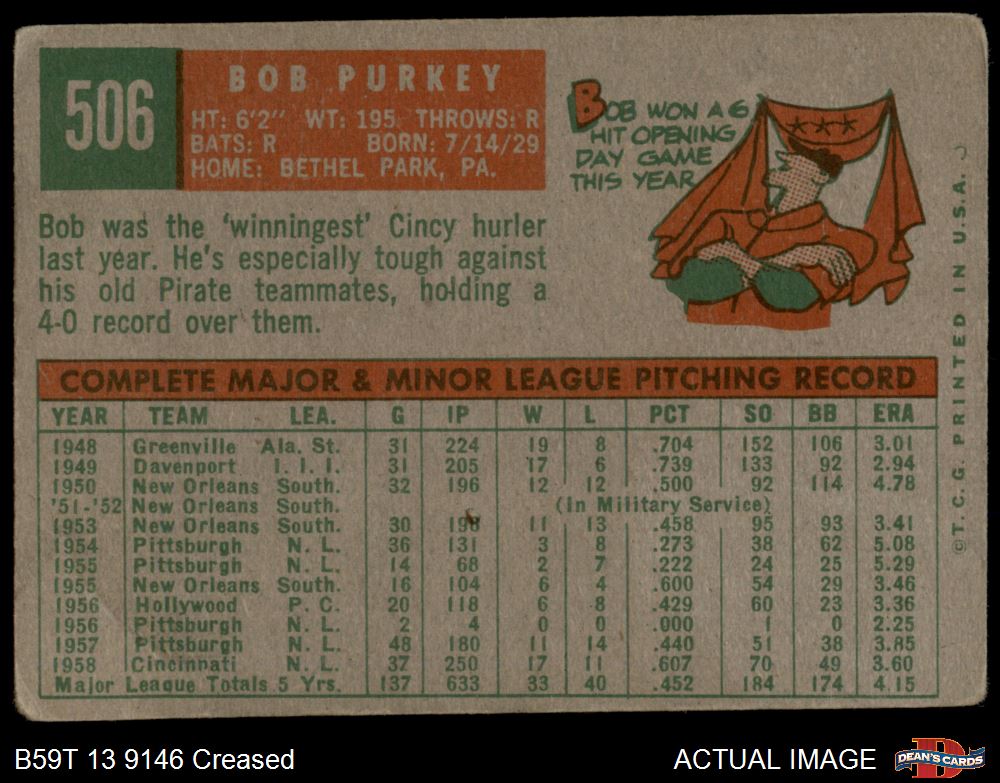 506
BOB PURKEY
HT: 6'2" WT: 195 THROWS: R
BATS: R BORN: 7/14/29
HOME: BETHEL PARK, PA.
BOB WON A 6
HIT OPENING
DAY GAME
THIS YEAR
Bob was the 'winningest' Cincy hurler
last year. He's especially tough against
his old Pirate teammates, holding a
4-0 record over them.
COMPLETE MAJOR & MINOR LEAGUE PITCHING RECORD
YEAR TEAM LEA. G IP W L PCT SO BB ERA
1948 Greenville Ala. St. 31 224 19 8 .704 152 106 3.01
1949 Davenport I. I. I. 31 205 17 6 .739 133 92 2.94
1950 New Orleans South. 32 196 12 12 .500 92 114 4.78
'51-'52 New Orleans South. (In Military Service)
1953 New Orleans South. 30 198 11 13 .458 95 93 3.41
1954 Pittsburgh N. L. 36 131 3 8 .273 38 62 5.08
1955 Pittsburgh N. L. 14 68 2 7 .222 24 25 5.29
1955 New Orleans South. 16 104 6 4 .600 54 29 3.46
1956 Hollywood P. C. 20 118 6 8 .429 60 23 3.36
1956 Pittsburgh N. L. 2 4 0 0 .000 1 0 2.25
1957 Pittsburgh N. L. 48 180 11 14 .440 51 38 3.85
1958 Cincinnati N. L. 37 250 17 11 .607 70 49 3.60
Major League Totals 5 Yrs. 137 633 33 40 .452 184 174 4.15
©T. C. G. PRINTED IN U.S.A.
B59T 13 9146 Creased
ACTUAL IMAGE
D
DEAN'S CARDS